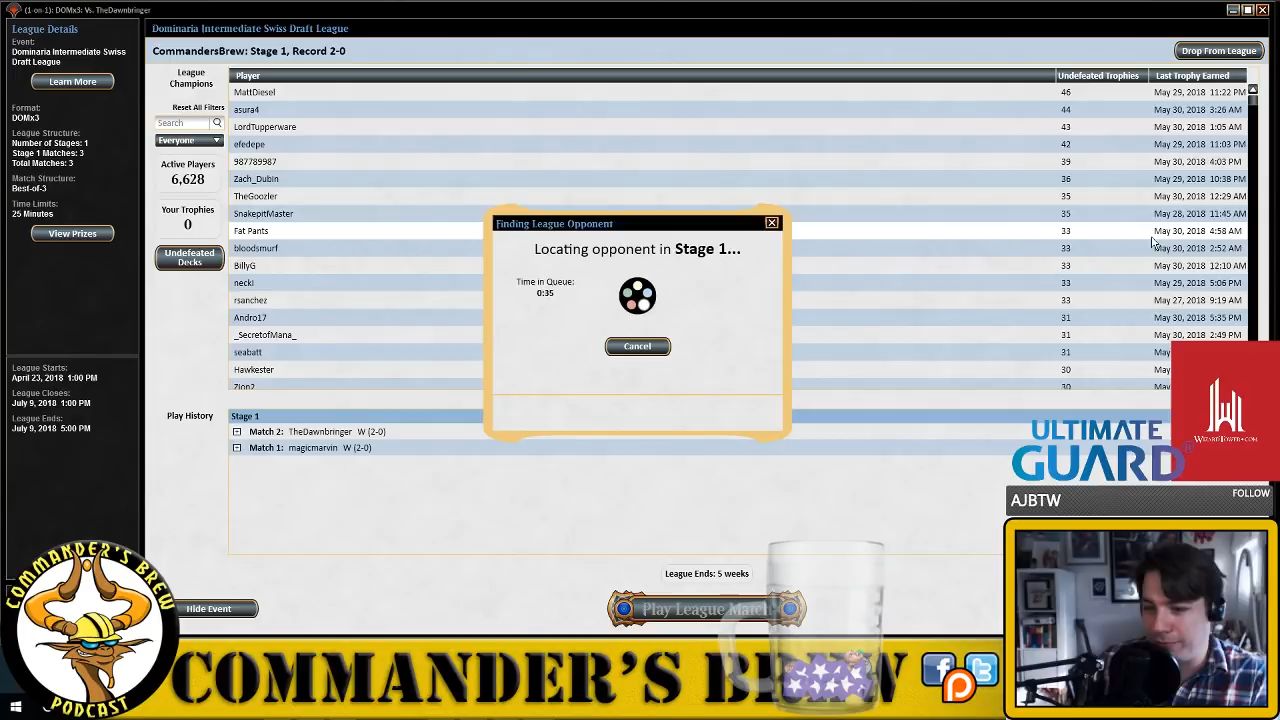 (1-on-1): DOMx3: Vs. TheDawnbringer
League Details
Event:
Dominaria Intermediate Swiss
Draft League
Learn More
Format:
DOMx3
League Structure:
Number of Stages: 1
Stage 1 Matches: 3
Total Matches: 3
Match Structure:
Best-of-3
Time Limits:
25 Minutes
View Prizes
League Starts:
April 23, 2018 1:00 PM
League Closes:
July 9, 2018 1:00 PM
League Ends:
July 9, 2018 5:00 PM
Dominaria Intermediate Swiss Draft League
CommandersBrew: Stage 1, Record 2-0
Drop From League
League
Champions
Reset All Filters
Search
Everyone
Active Players
6,628
Your Trophies
0
Undefeated
Decks
Player Undefeated Trophies Last Trophy Earned
MattDiesel 46 May 29, 2018 11:22 PM
asura4 44 May 30, 2018 3:26 AM
LordTupperware 43 May 30, 2018 1:05 AM
efedepe 42 May 29, 2018 11:03 PM
987789987 39 May 30, 2018 4:03 PM
Zach_Dubin 36 May 29, 2018 10:38 PM
TheGoozler 35 May 30, 2018 12:29 AM
SnakepitMaster 35 May 28, 2018 11:45 AM
Fat Pants 33 May 30, 2018 4:58 AM
bloodsmurf 33 May 30, 2018 2:52 AM
BillyG 33 May 30, 2018 12:10 AM
neckl 33 May 29, 2018 5:06 PM
rsanchez 33 May 27, 2018 9:19 AM
Andro17 31 May 30, 2018 5:35 PM
_SecretofMana_ 31 May 30, 2018 2:49 PM
seabatt 31 May
Hawkester 30 May
Zion2 30 May
Finding League Opponent
Locating opponent in Stage 1...
Time in Queue:
0:35
Cancel
Play History
Stage 1
Match 2: TheDawnbringer W (2-0)
Match 1: magicmarvin W (2-0)
League Ends: 5 weeks
Hide Event
Play League Match
WIZARDTOWER.COM
ULTIMATE
GUARD®
AJBTW
FOLLOW
COMMANDER'S BREW
PODCAST
COMMANDER'S BREW